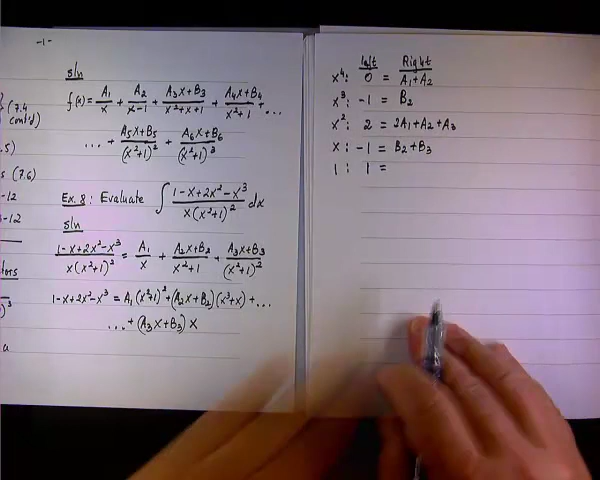 -1-
sln
f(x) = A₁/x + A₂/x-1 + A₃x+B₃/x²+x+1 + A₄x+B₄/x²+1 + ...
... + A₅x+B₅/(x²+1)² + A₆x+B₆/(x²+1)³
Ex. 8: Evaluate ∫ 1-x+2x²-x³/x(x²+1)² dx
sln
1-x+2x²-x³/x(x²+1)² = A₁/x + A₂x+B₂/x²+1 + A₃x+B₃/(x²+1)²
1-x+2x²-x³ = A₁(x²+1)²+(A₂x+B₂)(x³+x)+...
...+(A₃x+B₃)x
(7.4
cont'd)
.5)
s (7.6)
-12
-12
tors
)³
a
left Right
x⁴: 0 = A₁+A₂
x³: -1 = B₂
x²: 2 = 2A₁+A₂+A₃
x: -1 = B₂+B₃
1: 1 =